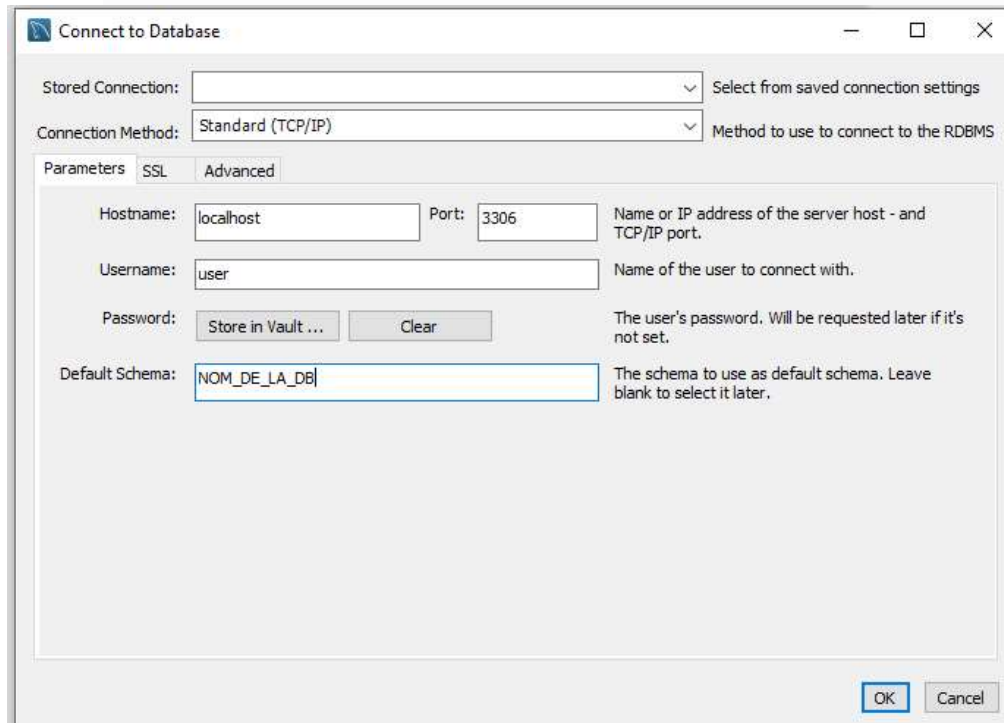 Connect to Database
Stored Connection: Select from saved connection settings
Connection Method: Standard (TCP/IP) Method to use to connect to the RDBMS
Parameters SSL Advanced
Hostname: localhost Port: 3306 Name or IP address of the server host - and
TCP/IP port.
Username: user Name of the user to connect with.
Password: Store in Vault ... Clear The user's password. Will be requested later if it's
not set.
Default Schema: NOM_DE_LA_DB The schema to use as default schema. Leave
blank to select it later.
OK Cancel